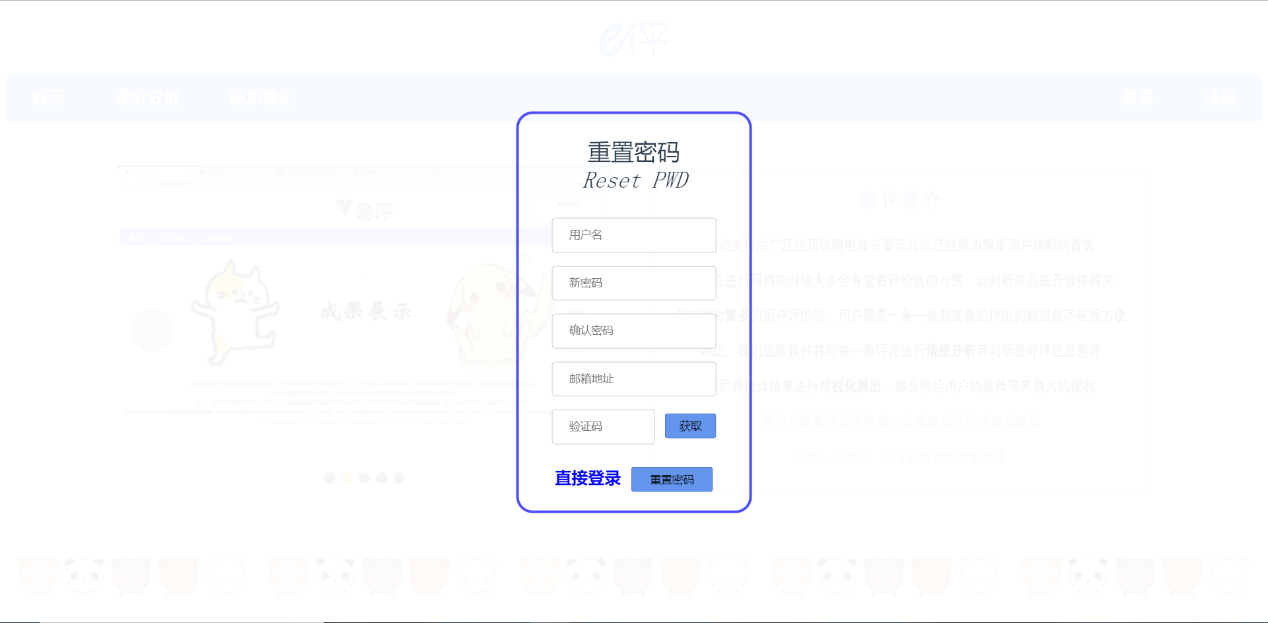 ei平
首页 评价分析 联系我们 登录 注册
重置密码
Reset PWD
用户名
新密码
确认密码
邮箱地址
验证码 获取
直接登录 重置密码
易评
成果展示
软件简介
动支付的广泛应用使得电商在最近几年已经成为很多用户购物的首选
在进行网购的时候大多会有查看评价区的习惯，以判断商品是否值得购买
对繁多的用户评价时，用户需要一条一条的查看后作出判断显然不是很方便
因此，我们这款软件将对每一条评论进行情感分析后判断是好评还是差评
后将统计结果进行可视化展出，那么将给用户的选择带来很大的便利